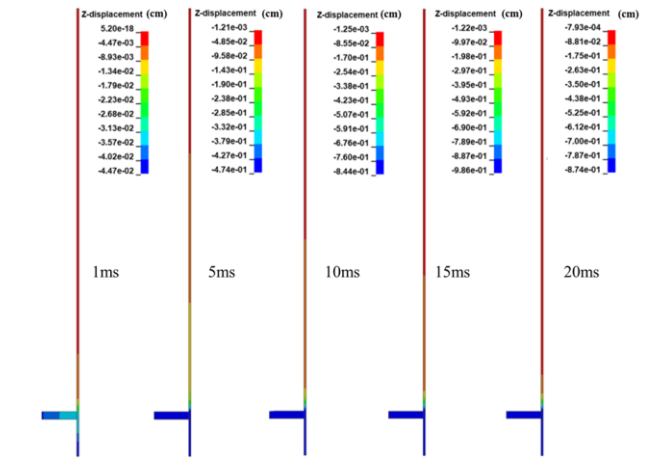 Z-displacement (cm)
5.20e-18
-4.47e-03
-8.93e-03
-1.34e-02
-1.79e-02
-2.23e-02
-2.68e-02
-3.13e-02
-3.57e-02
-4.02e-02
-4.47e-02
1ms
Z-displacement (cm)
-1.21e-03
-4.85e-02
-9.58e-02
-1.43e-01
-1.90e-01
-2.38e-01
-2.85e-01
-3.32e-01
-3.79e-01
-4.27e-01
-4.74e-01
5ms
Z-displacement (cm)
-1.25e-03
-8.55e-02
-1.70e-01
-2.54e-01
-3.38e-01
-4.23e-01
-5.07e-01
-5.91e-01
-6.76e-01
-7.60e-01
-8.44e-01
10ms
Z-displacement (cm)
-1.22e-03
-9.97e-02
-1.98e-01
-2.97e-01
-3.95e-01
-4.93e-01
-5.92e-01
-6.90e-01
-7.89e-01
-8.87e-01
-9.86e-01
15ms
Z-displacement (cm)
-7.93e-04
-8.81e-02
-1.75e-01
-2.63e-01
-3.50e-01
-4.38e-01
-5.25e-01
-6.12e-01
-7.00e-01
-7.87e-01
-8.74e-01
20ms